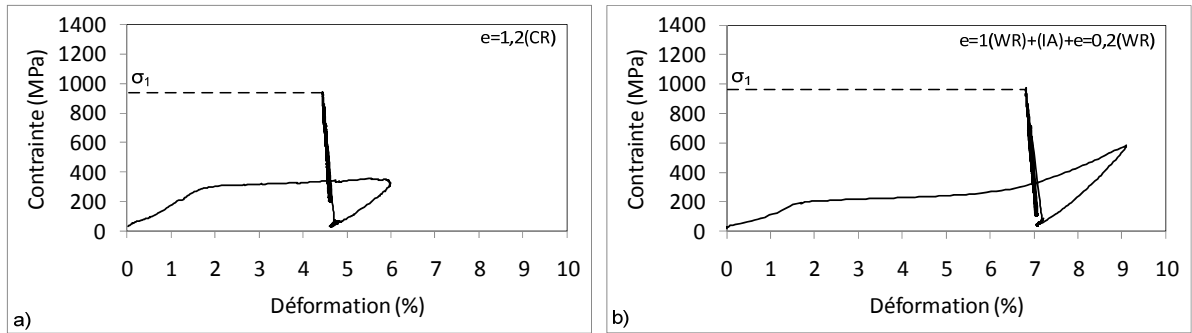 1400
1200
1000
800
600
400
200
0
Contrainte (MPa)
e=1,2(CR)
σ1
0 1 2 3 4 5 6 7 8 9 10
Déformation (%)
a)
1400
1200
1000
800
600
400
200
0
Contrainte (MPa)
e=1(WR)+(IA)+e=0,2(WR)
σ1
0 1 2 3 4 5 6 7 8 9 10
Déformation (%)
b)